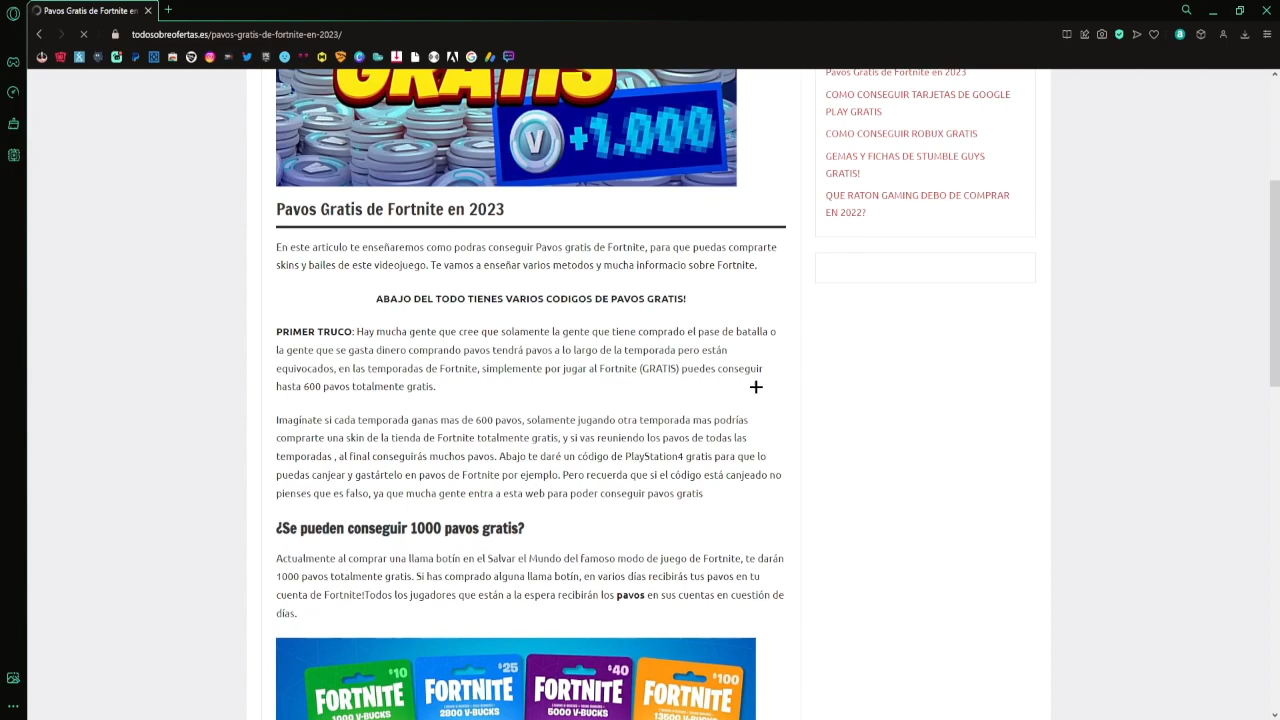 Pavos Gratis de Fortnite en
todosobreofertas.es/pavos-gratis-de-fortnite-en-2023/
GRATIS
V +1.000
Pavos Gratis de Fortnite en 2023
COMO CONSEGUIR TARJETAS DE GOOGLE
PLAY GRATIS
COMO CONSEGUIR ROBUX GRATIS
GEMAS Y FICHAS DE STUMBLE GUYS
GRATIS!
QUE RATON GAMING DEBO DE COMPRAR
EN 2022?
Pavos Gratis de Fortnite en 2023
En este articulo te enseñaremos como podras conseguir Pavos gratis de Fortnite, para que puedas comprarte
skins y bailes de este videojuego. Te vamos a enseñar varios metodos y mucha informacio sobre Fortnite.
ABAJO DEL TODO TIENES VARIOS CODIGOS DE PAVOS GRATIS!
PRIMER TRUCO: Hay mucha gente que cree que solamente la gente que tiene comprado el pase de batalla o
la gente que se gasta dinero comprando pavos tendrá pavos a lo largo de la temporada pero están
equivocados, en las temporadas de Fortnite, simplemente por jugar al Fortnite (GRATIS) puedes conseguir
hasta 600 pavos totalmente gratis.
Imagínate si cada temporada ganas mas de 600 pavos, solamente jugando otra temporada mas podrías
comprarte una skin de la tienda de Fortnite totalmente gratis, y si vas reuniendo los pavos de todas las
temporadas , al final conseguirás muchos pavos. Abajo te daré un código de PlayStation4 gratis para que lo
puedas canjear y gastártelo en pavos de Fortnite por ejemplo. Pero recuerda que si el código está canjeado no
pienses que es falso, ya que mucha gente entra a esta web para poder conseguir pavos gratis
¿Se pueden conseguir 1000 pavos gratis?
Actualmente al comprar una llama botín en el Salvar el Mundo del famoso modo de juego de Fortnite, te darán
1000 pavos totalmente gratis. Si has comprado alguna llama botín, en varios días recibirás tus pavos en tu
cuenta de Fortnite!Todos los jugadores que están a la espera recibirán los pavos en sus cuentas en cuestión de
días.
$10 FORTNITE 1000 V-BUCKS
$25 FORTNITE 2800 V-BUCKS
$40 FORTNITE 5000 V-BUCKS
$100 FORTNITE 13500 V-BUCKS